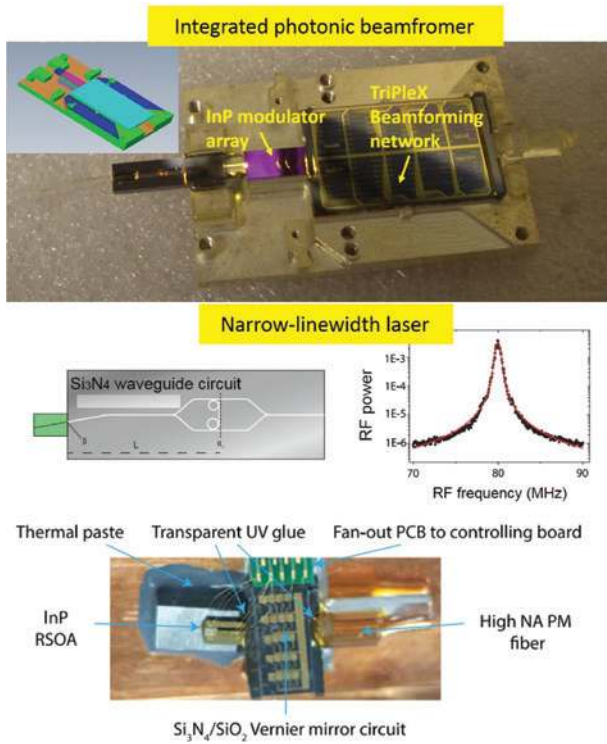 Integrated photonic beamfromer
InP modulator
array
TriPleX
Beamforming
network
Narrow-linewidth laser
Si3N4 waveguide circuit
L
RF power
1E-3
1E-4
1E-5
1E-6
70
80
90
RF frequency (MHz)
Thermal paste
Transparent UV glue
Fan-out PCB to controlling board
InP
RSOA
High NA PM
fiber
Si₃N₄/SiO₂ Vernier mirror circuit